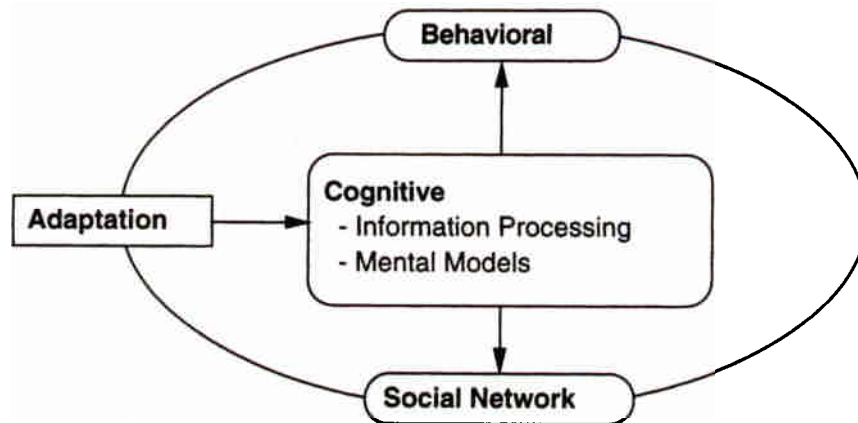 Behavioral
Cognitive
- Information Processing
- Mental Models
Adaptation
Social Network